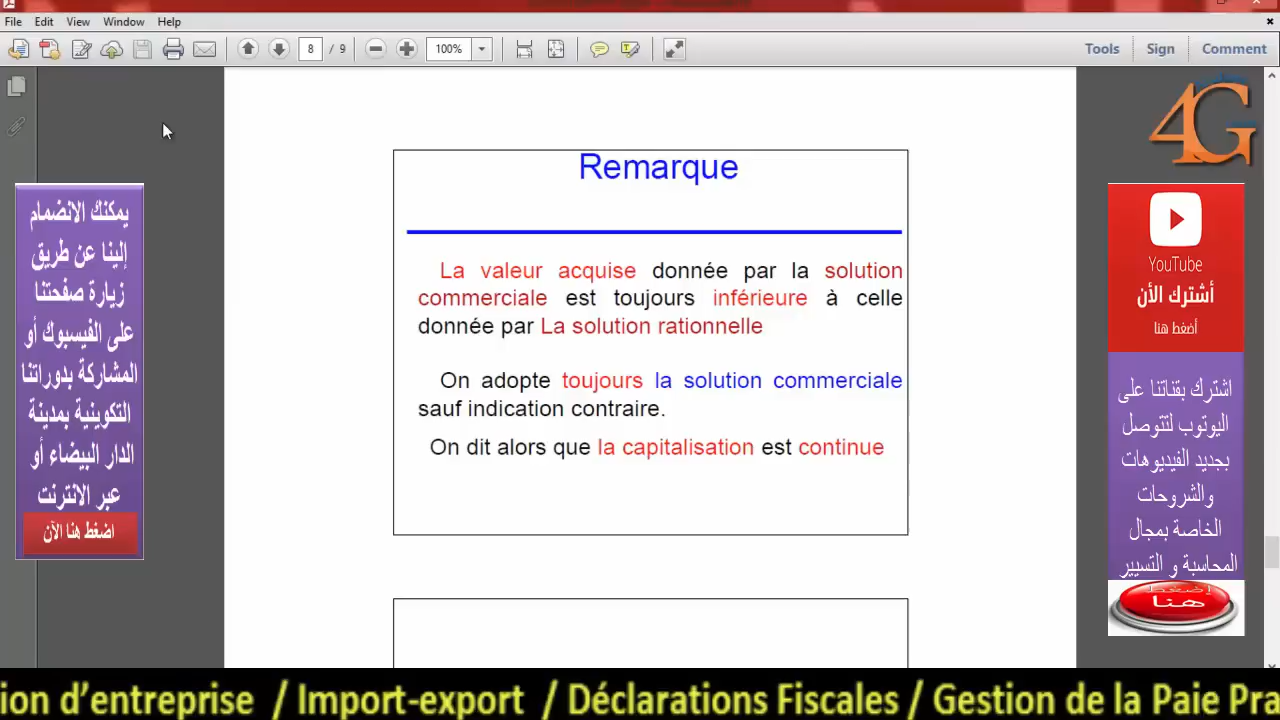 File Edit View Window Help
8 / 9 100% Tools Sign Comment
4G
Remarque
La valeur acquise donnée par la solution
commerciale est toujours inférieure à celle
donnée par La solution rationnelle
On adopte toujours la solution commerciale
sauf indication contraire.
On dit alors que la capitalisation est continue
يمكنك الانضمام
إلينا عن طريق
زيارة صفحتنا
على الفيسبوك أو
المشاركة بدوراتنا
التكوينية بمدينة
الدار البيضاء أو
عبر الانترنت
اضغط هنا الآن
YouTube
أشترك الأن
أضغط هنا
اشترك بقناتنا على
اليوتوب لتتوصل
بجديد الفيديوهات
والشروحات
الخاصة بمجال
المحاسبة و التسيير
إضغط
هنا
ion d’entreprise / Import-export / Déclarations Fiscales / Gestion de la Paie Pra